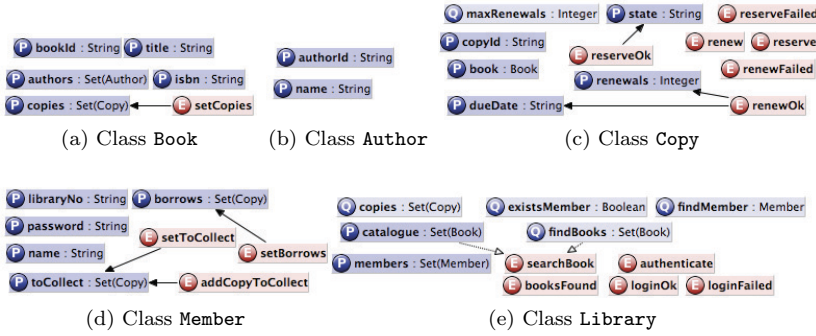 P bookId : String P title : String
P authors : Set(Author) P isbn : String
P copies : Set(Copy) E setCopies
(a) Class Book
P authorId : String
P name : String
(b) Class Author
Q maxRenewals : Integer P state : String E reserveFailed
P copyId : String E reserveOk E renew E reserve
P book : Book P renewals : Integer E renewFailed
P dueDate : String E renewOk
(c) Class Copy
P libraryNo : String P borrows : Set(Copy)
P password : String E setToCollect
P name : String E setBorrows
P toCollect : Set(Copy) E addCopyToCollect
(d) Class Member
Q copies : Set(Copy) Q existsMember : Boolean Q findMember : Member
P catalogue : Set(Book) Q findBooks : Set(Book)
P members : Set(Member) E searchBook E authenticate
E booksFound E loginOk E loginFailed
(e) Class Library